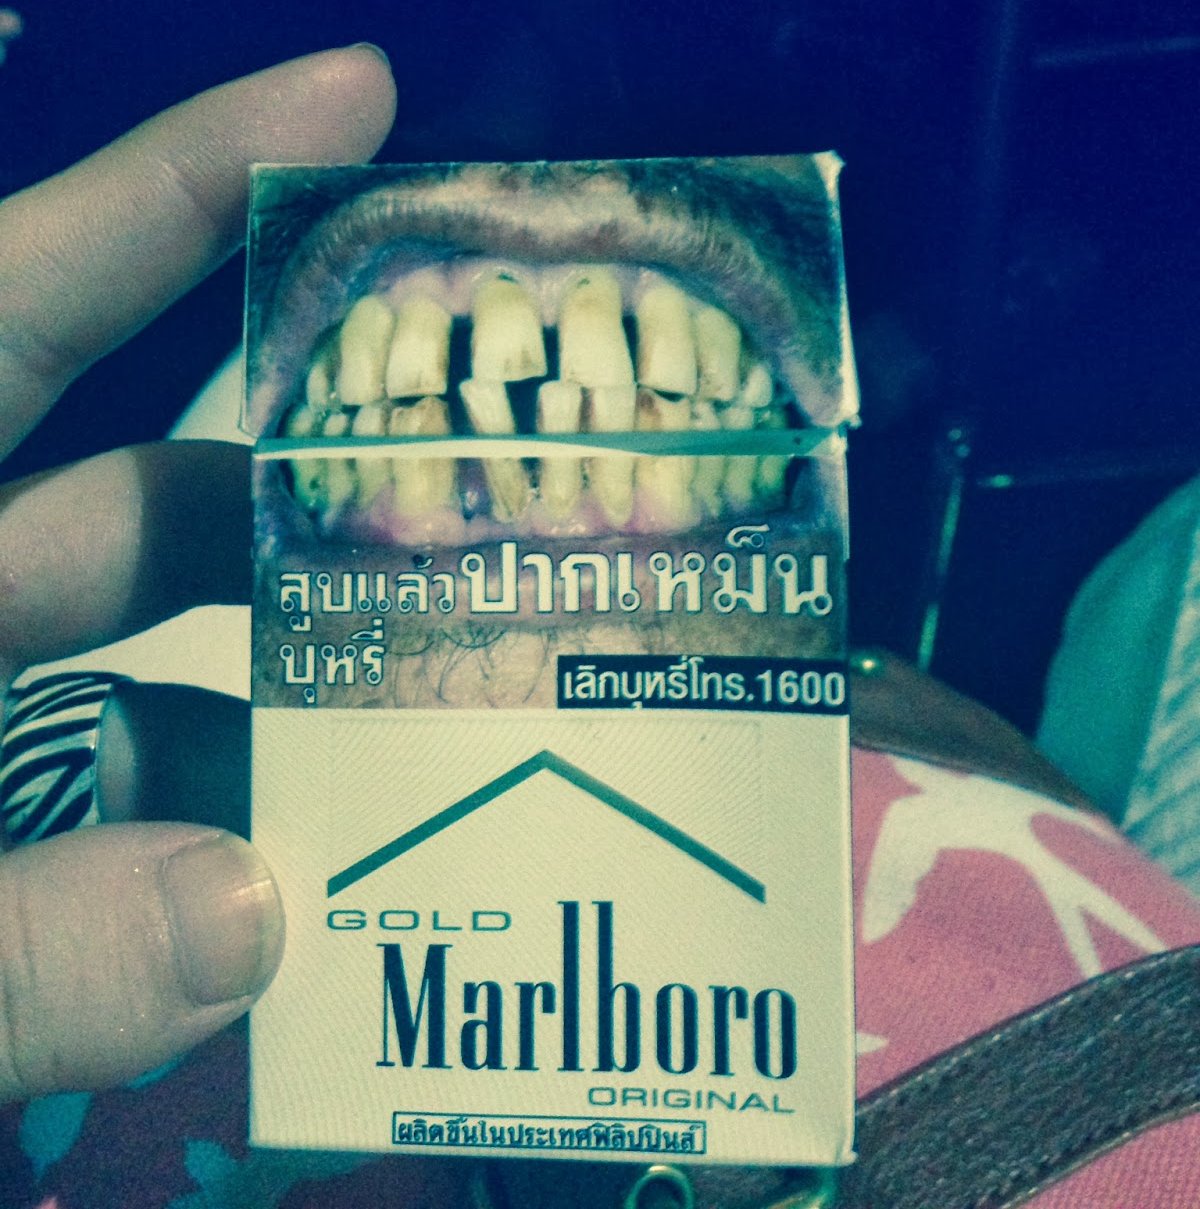 สูบแล้วปากเหม็น
บุหรี่
เลิกบุหรี่โทร.1600
GOLD
Marlboro
ORIGINAL
ผลิตขึ้นในประเทศฟิลิปปินส์